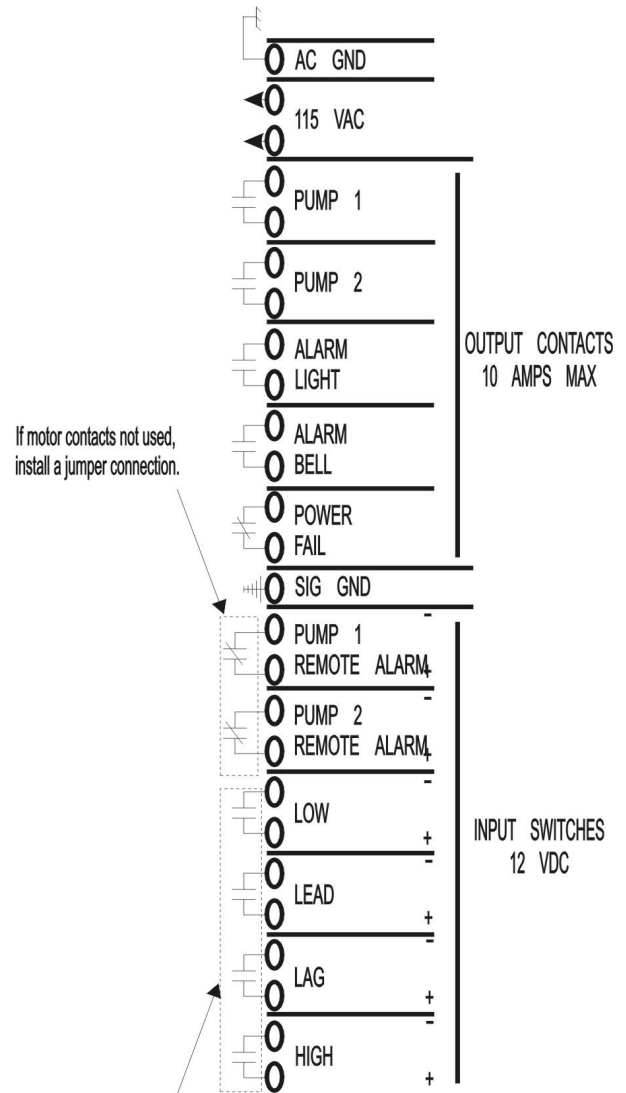 AC GND
115 VAC
PUMP 1
PUMP 2
ALARM
LIGHT
OUTPUT CONTACTS
10 AMPS MAX
ALARM
BELL
If motor contacts not used,
install a jumper connection.
POWER
FAIL
SIG GND
-
PUMP 1
REMOTE ALARM +
-
PUMP 2
REMOTE ALARM +
-
LOW
+
INPUT SWITCHES
12 VDC
-
LEAD
+
-
LAG
+
-
HIGH
+